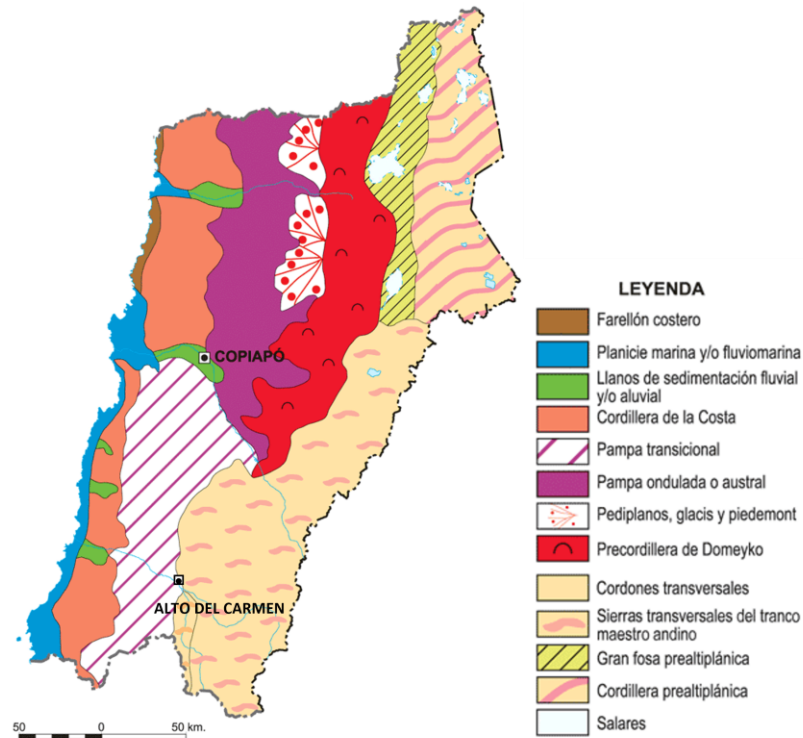 COPIAPÓ
ALTO DEL CARMEN
50 0 50 km.
LEYENDA
Farellón costero
Planicie marina y/o fluviomarina
Llanos de sedimentación fluvial
y/o aluvial
Cordillera de la Costa
Pampa transicional
Pampa ondulada o austral
Pediplanos, glacis y piedemont
Precordillera de Domeyko
Cordones transversales
Sierras transversales del tranco
maestro andino
Gran fosa prealtiplánica
Cordillera prealtiplánica
Salares